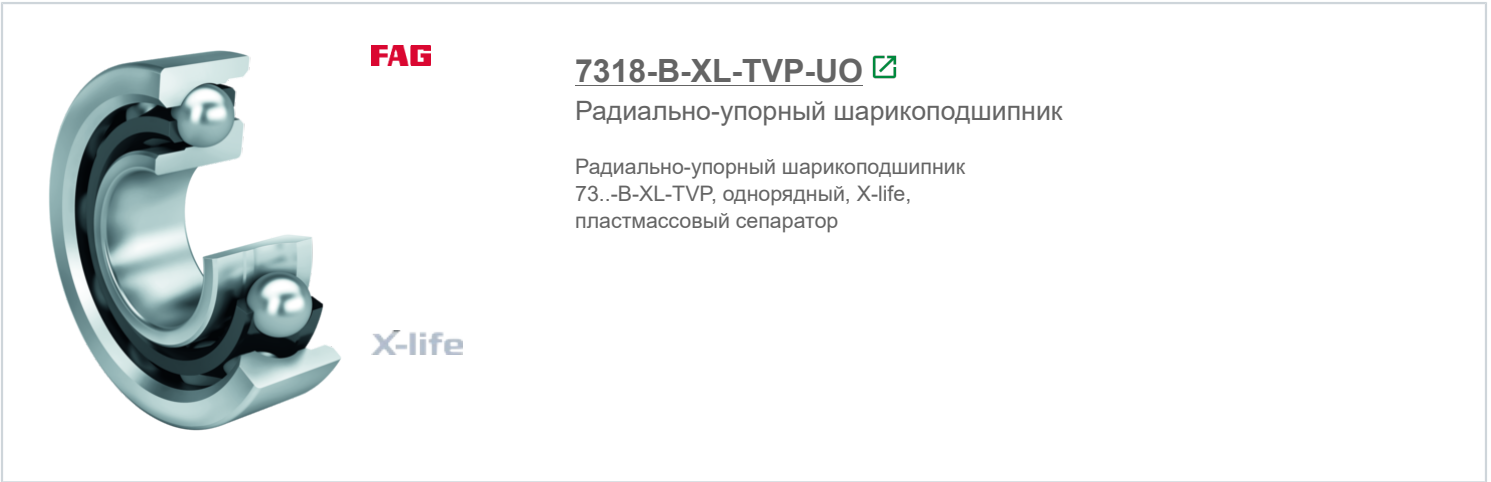 FAG
7318-B-XL-TVP-UO
Радиально-упорный шарикоподшипник
Радиально-упорный шарикоподшипник
73..-B-XL-TVP, однорядный, X-life,
пластмассовый сепаратор
X-life